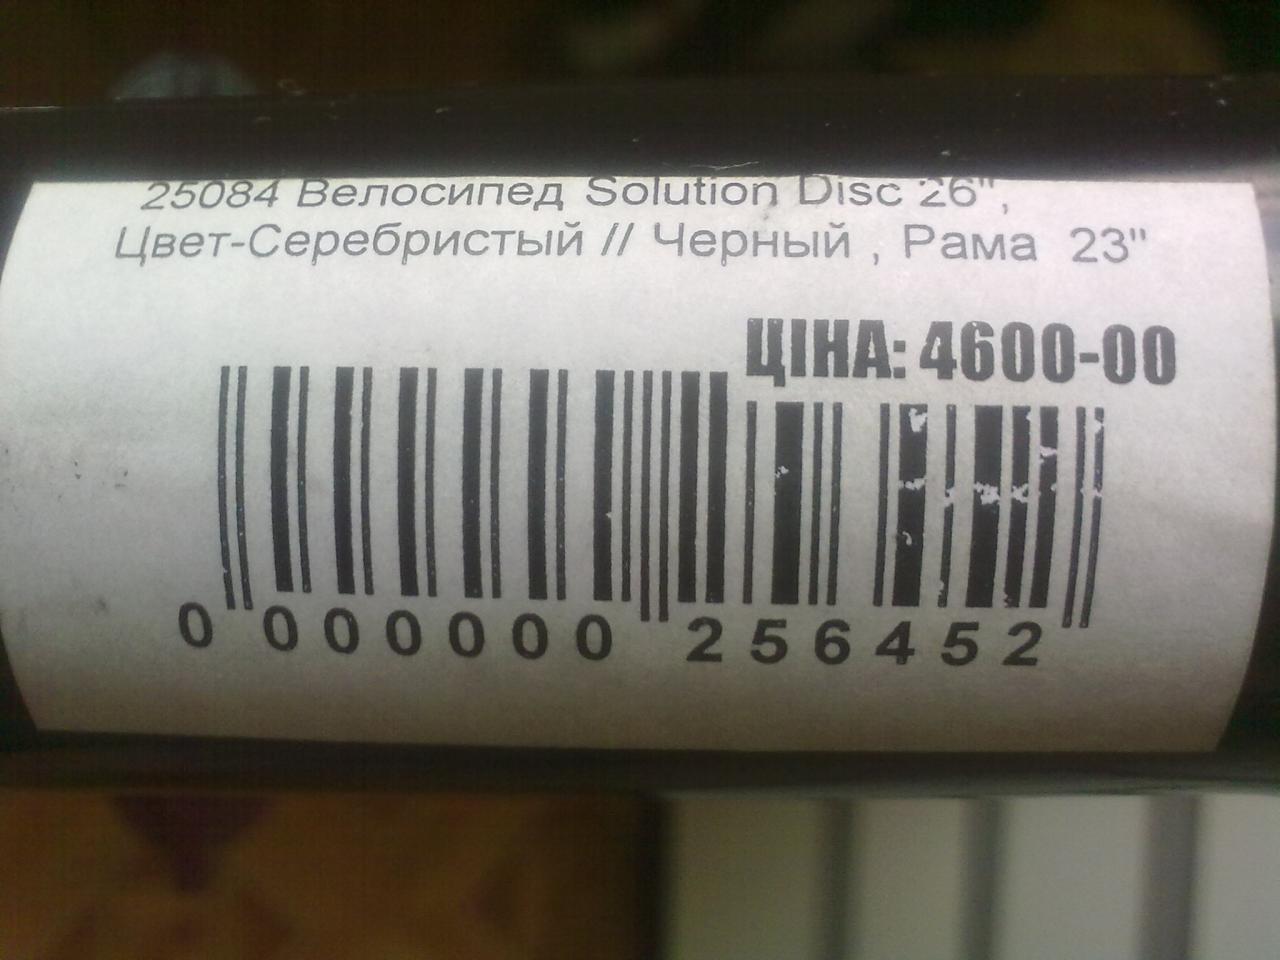 25084 Велосипед Solution Disc 26",
Цвет-Серебристый // Черный , Рама 23"
ЦІНА: 4600-00
0 000000 256452